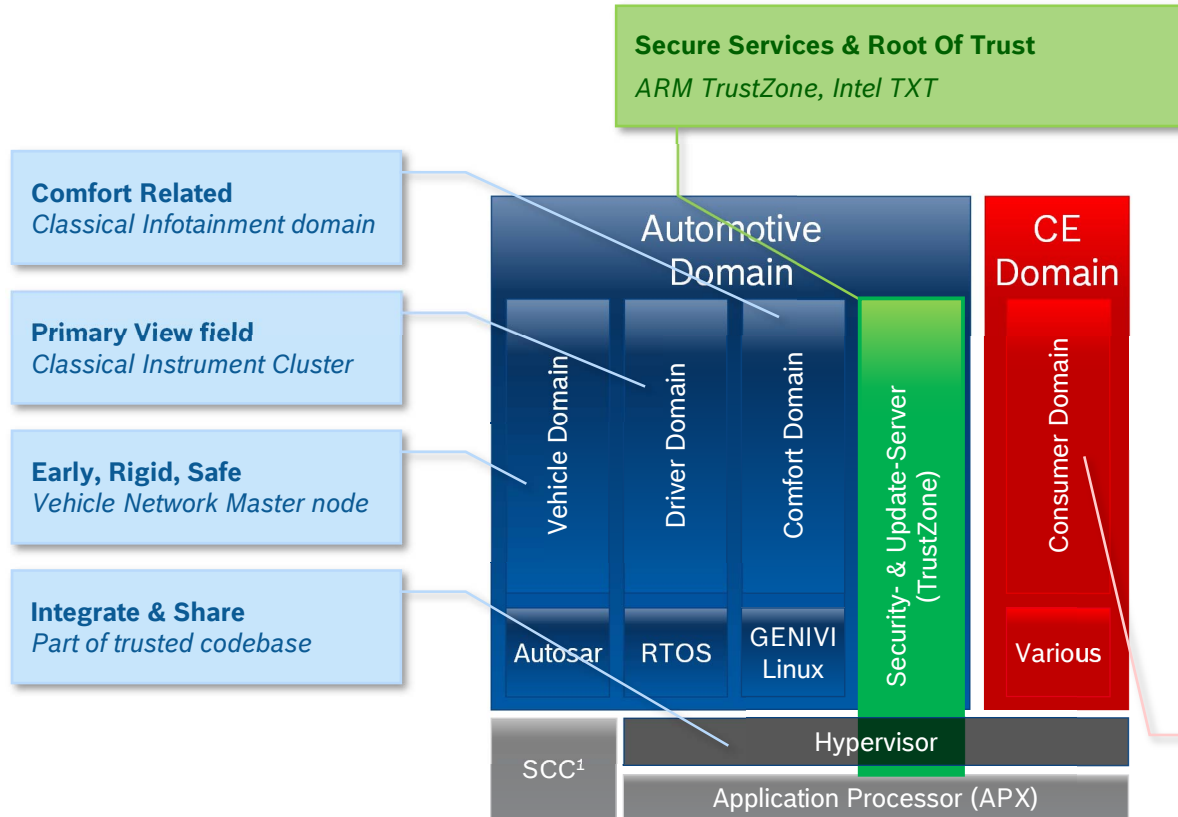 Secure Services & Root Of Trust
ARM TrustZone, Intel TXT
Comfort Related
Classical Infotainment domain
Primary View field
Classical Instrument Cluster
Early, Rigid, Safe
Vehicle Network Master node
Integrate & Share
Part of trusted codebase
Automotive
Domain
CE
Domain
Vehicle Domain
Driver Domain
Comfort Domain
Security- & Update-Server
(TrustZone)
Consumer Domain
Autosar
RTOS
GENIVI
Linux
Various
SCC¹
Hypervisor
Application Processor (APX)